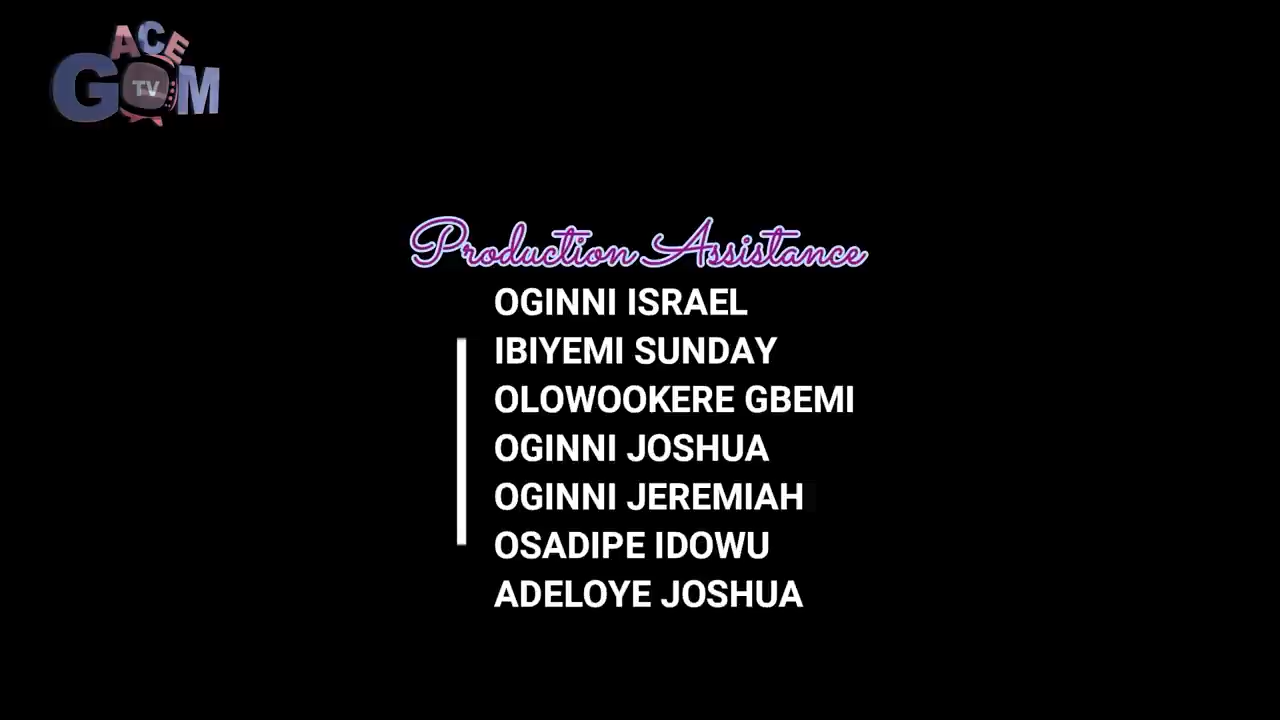 ACE
GOM
TV
Production Assistance
OGINNI ISRAEL
IBIYEMI SUNDAY
OLOWOOKERE GBEMI
OGINNI JOSHUA
OGINNI JEREMIAH
OSADIPE IDOWU
ADELOYE JOSHUA